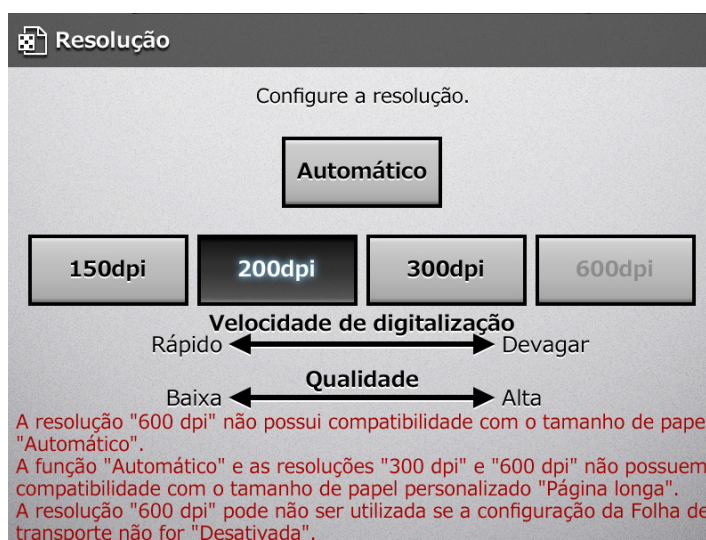 Resolução
Configure a resolução.
Automático
150dpi 200dpi 300dpi 600dpi
Velocidade de digitalização
Rápido Devagar
Qualidade
Baixa Alta
A resolução "600 dpi" não possui compatibilidade com o tamanho de pape
"Automático".
A função "Automático" e as resoluções "300 dpi" e "600 dpi" não possuem
compatibilidade com o tamanho de papel personalizado "Página longa".
A resolução "600 dpi" pode não ser utilizada se a configuração da Folha de
transporte não for "Desativada".